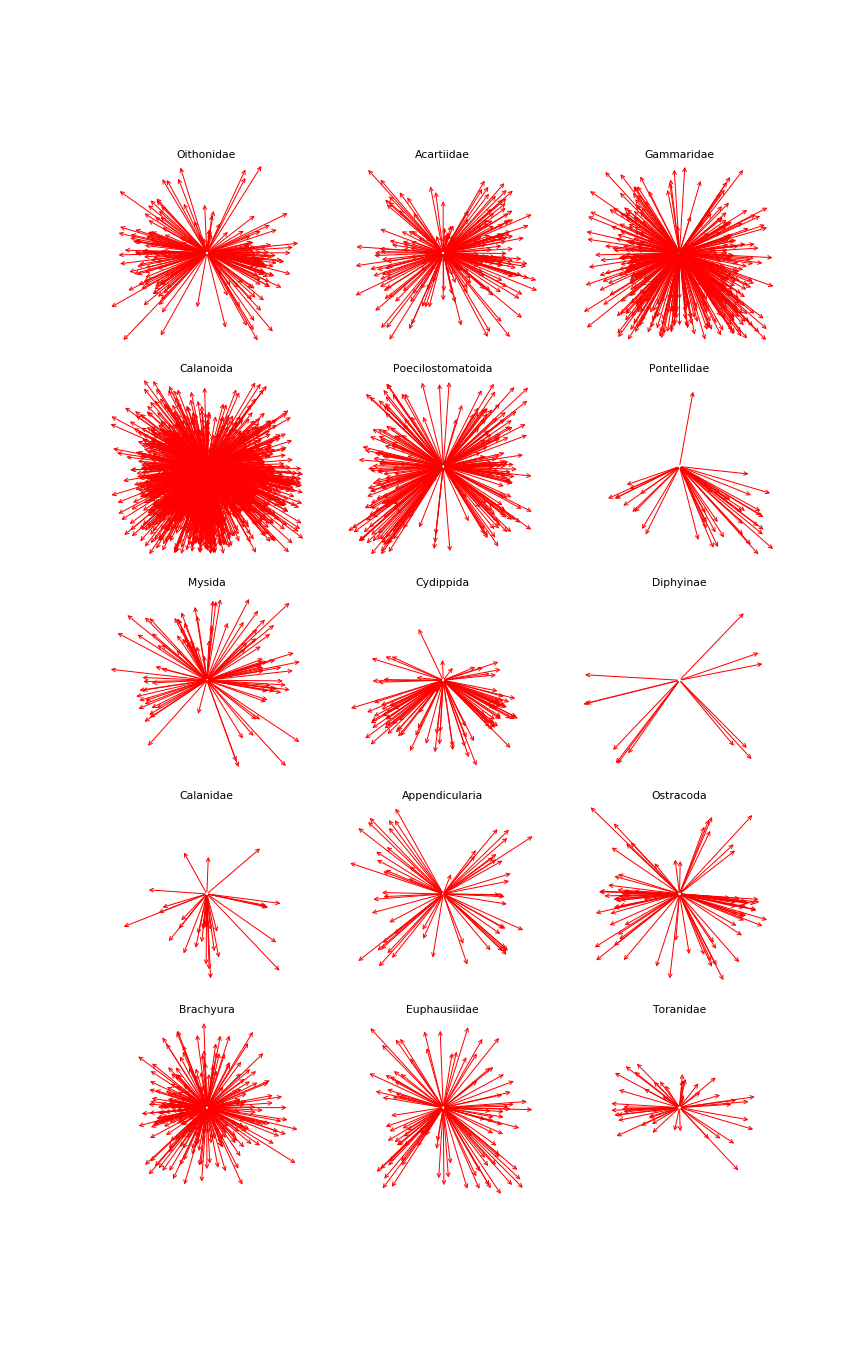 Oithonidae
Acartiidae
Gammaridae
Calanoida
Poecilostomatoida
Pontellidae
Mysida
Cydippida
Diphyinae
Calanidae
Appendicularia
Ostracoda
Brachyura
Euphausiidae
Toranidae